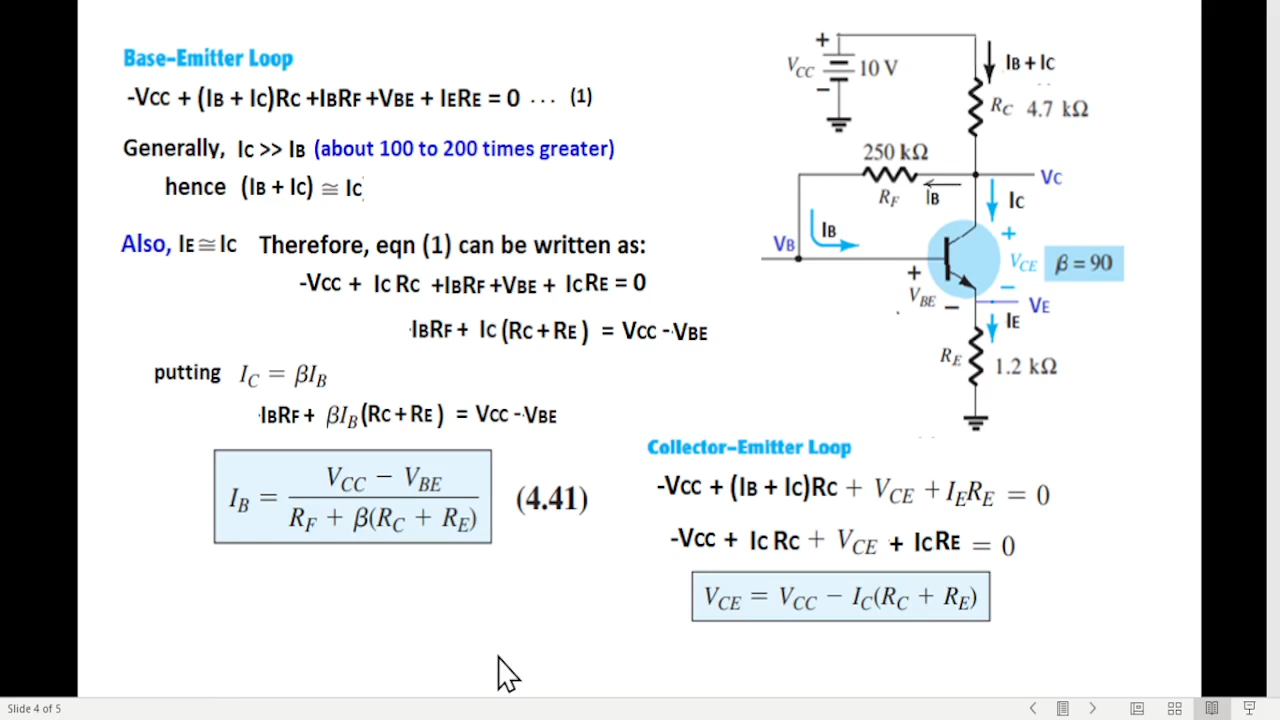 Base–Emitter Loop
-Vcc + (IB + Ic)Rc +IBRF +VBE + IERE = 0 ... (1)
Generally, Ic >> IB (about 100 to 200 times greater)
hence (IB + Ic) ≅ Ic
Also, IE ≅ Ic Therefore, eqn (1) can be written as:
-Vcc + Ic Rc +IBRF +VBE + IcRE = 0
IBRF + Ic (Rc + RE ) = Vcc - VBE
putting IC = βIB
IBRF + βIB (Rc + RE ) = Vcc - VBE
IB = VCC − VBE / RF + β(RC + RE) (4.41)
+
VCC 10 V
−
IB + Ic
RC 4.7 kΩ
250 kΩ
RF
IB
Vc
Ic
IB
VB
+
VCE β = 90
−
+
VBE −
VE
IE
RE 1.2 kΩ
Collector–Emitter Loop
-Vcc + (IB + Ic)Rc + VCE + IERE = 0
-Vcc + Ic Rc + VCE + IcRE = 0
VCE = VCC − IC(RC + RE)
Slide 4 of 5